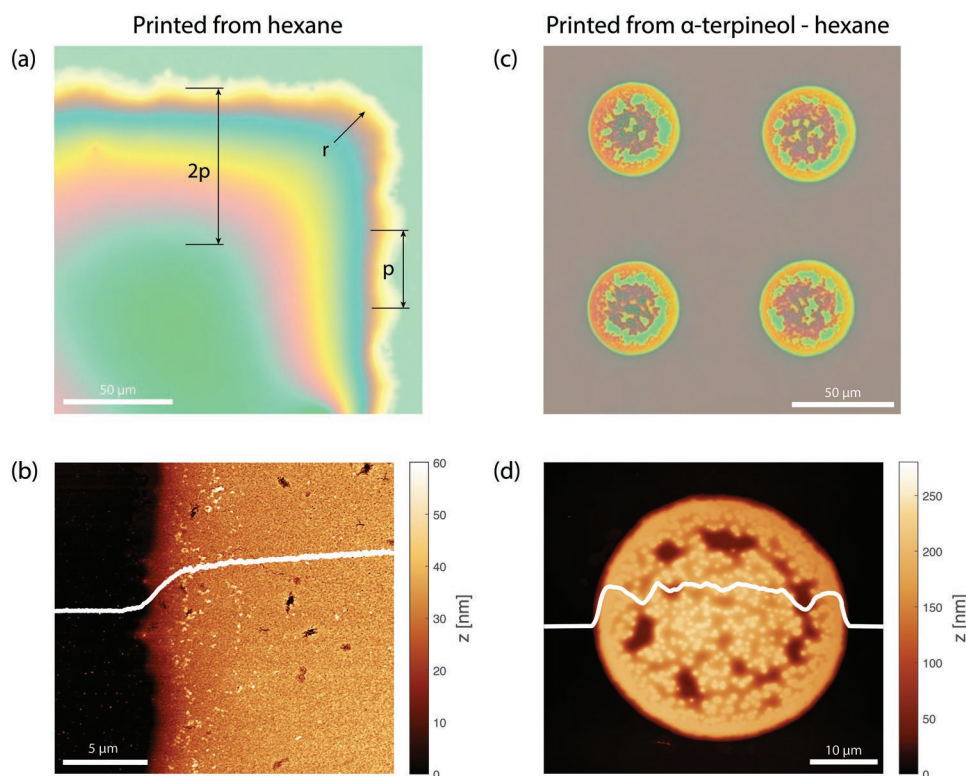 Printed from hexane
Printed from α-terpineol - hexane
(a)
2p
r
p
50 µm
(c)
50 µm
(b)
5 µm
60
50
40
30
20
10
0
z [nm]
(d)
10 µm
250
200
150
100
50
0
z [nm]